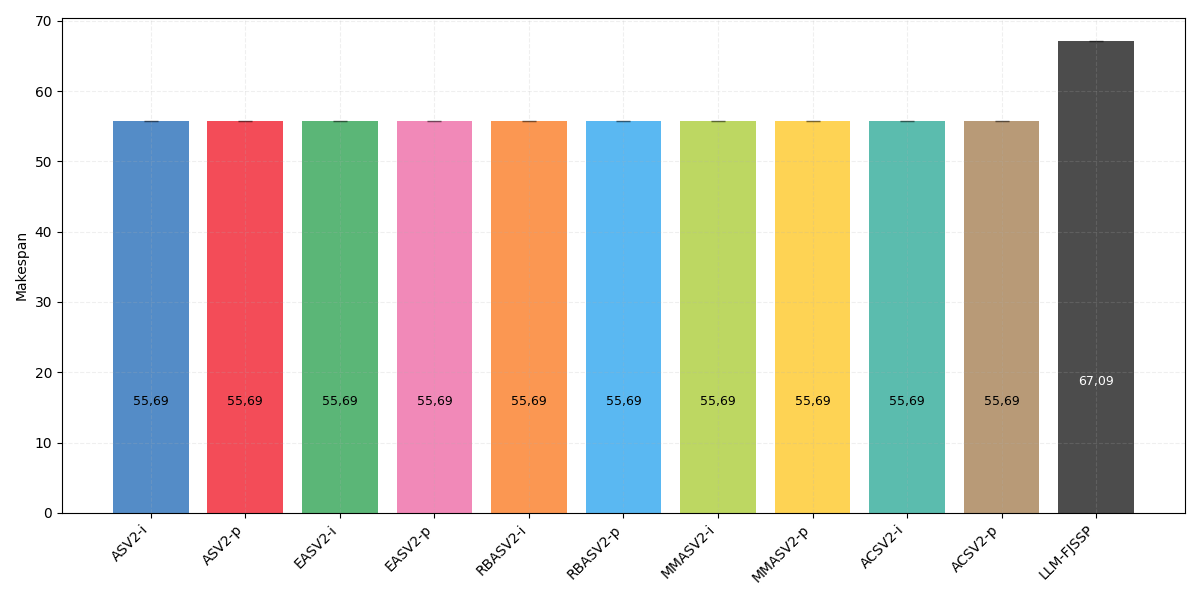 70
60
50
40
30
20
10
0
Makespan
55,69
55,69
55,69
55,69
55,69
55,69
55,69
55,69
55,69
55,69
67,09
ASV2-i
ASV2-p
EASV2-i
EASV2-p
RBASV2-i
RBASV2-p
MMASV2-i
MMASV2-p
ACSV2-i
ACSV2-p
LLM-FJSSP